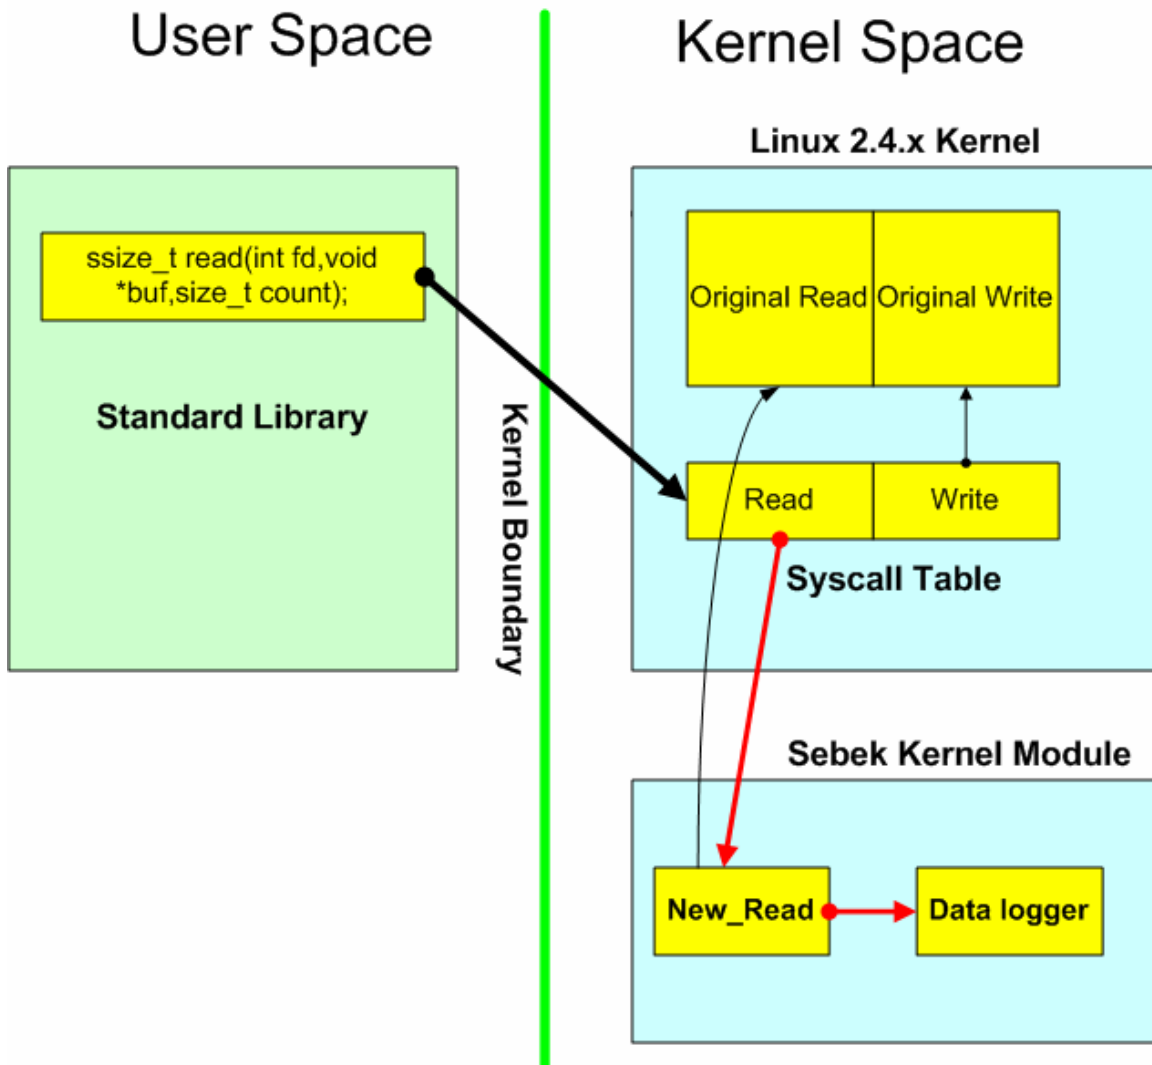 User Space
Kernel Space
Linux 2.4.x Kernel
ssize_t read(int fd,void
*buf,size_t count);
Standard Library
Kernel Boundary
Original Read
Original Write
Read
Write
Syscall Table
Sebek Kernel Module
New_Read
Data logger